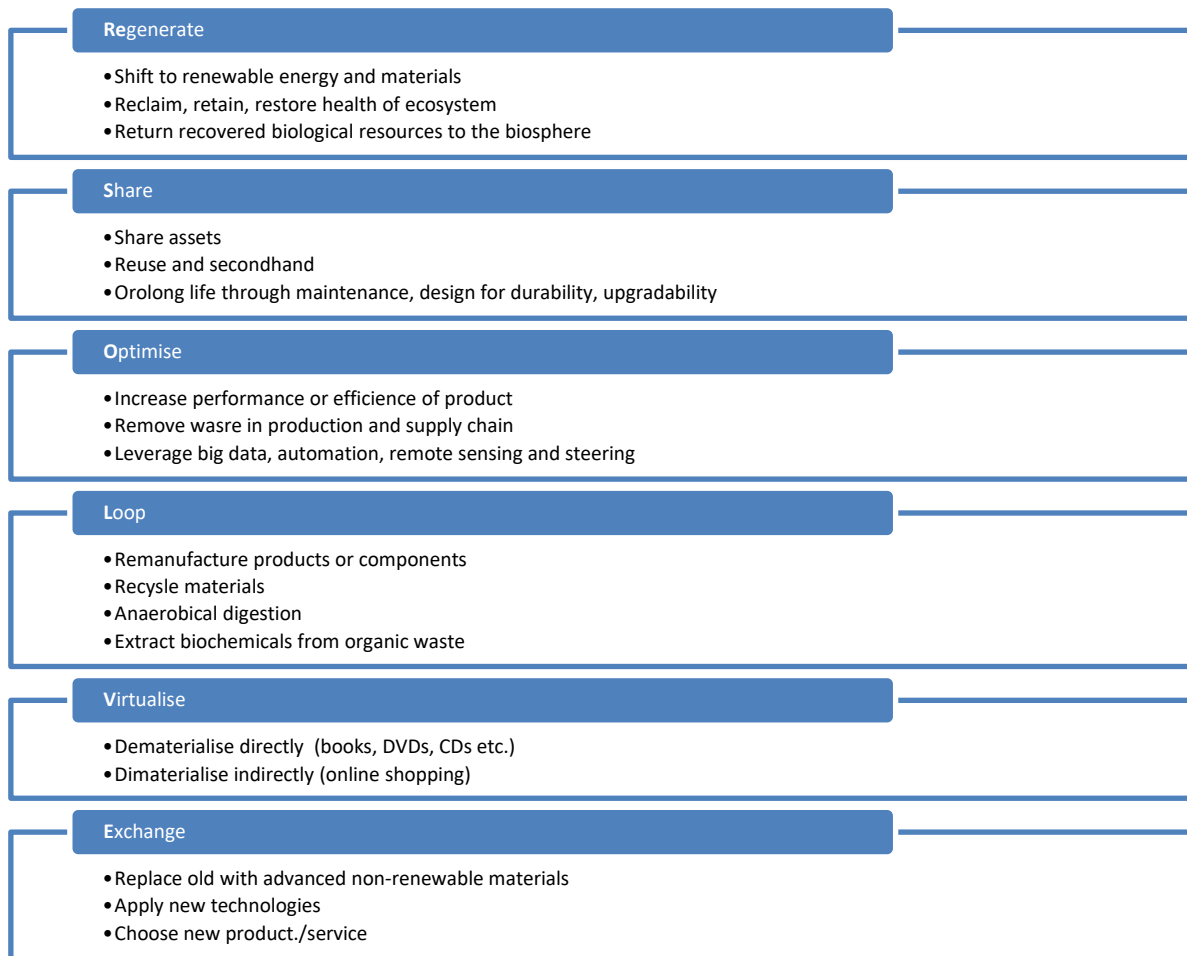 Regenerate
•Shift to renewable energy and materials
•Reclaim, retain, restore health of ecosystem
•Return recovered biological resources to the biosphere
Share
•Share assets
•Reuse and secondhand
•Orolong life through maintenance, design for durability, upgradability
Optimise
•Increase performance or efficience of product
•Remove wasre in production and supply chain
•Leverage big data, automation, remote sensing and steering
Loop
•Remanufacture products or components
•Recysle materials
•Anaerobical digestion
•Extract biochemicals from organic waste
Virtualise
•Dematerialise directly  (books, DVDs, CDs etc.)
•Dimaterialise indirectly (online shopping)
Exchange
•Replace old with advanced non-renewable materials
•Apply new technologies
•Choose new product./service